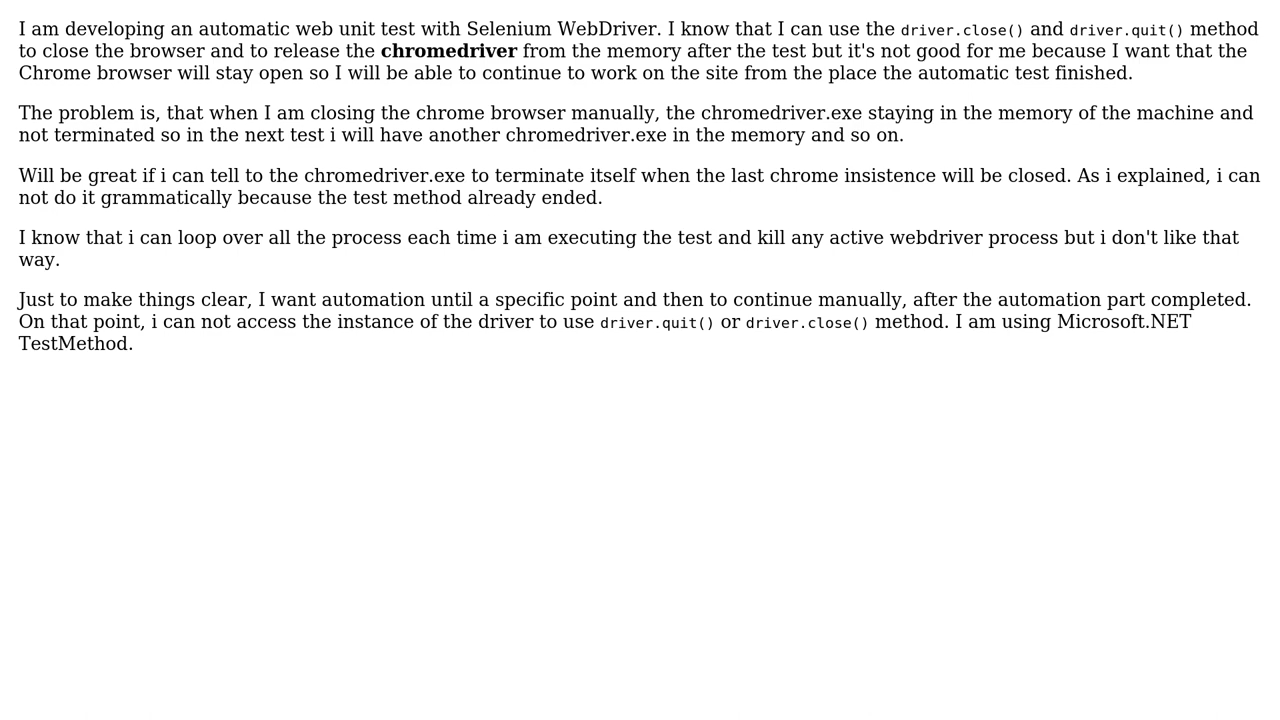 I am developing an automatic web unit test with Selenium WebDriver. I know that I can use the driver.close() and driver.quit() method
to close the browser and to release the chromedriver from the memory after the test but it's not good for me because I want that the
Chrome browser will stay open so I will be able to continue to work on the site from the place the automatic test finished.
The problem is, that when I am closing the chrome browser manually, the chromedriver.exe staying in the memory of the machine and
not terminated so in the next test i will have another chromedriver.exe in the memory and so on.
Will be great if i can tell to the chromedriver.exe to terminate itself when the last chrome insistence will be closed. As i explained, i can
not do it grammatically because the test method already ended.
I know that i can loop over all the process each time i am executing the test and kill any active webdriver process but i don't like that
way.
Just to make things clear, I want automation until a specific point and then to continue manually, after the automation part completed.
On that point, i can not access the instance of the driver to use driver.quit() or driver.close() method. I am using Microsoft.NET
TestMethod.